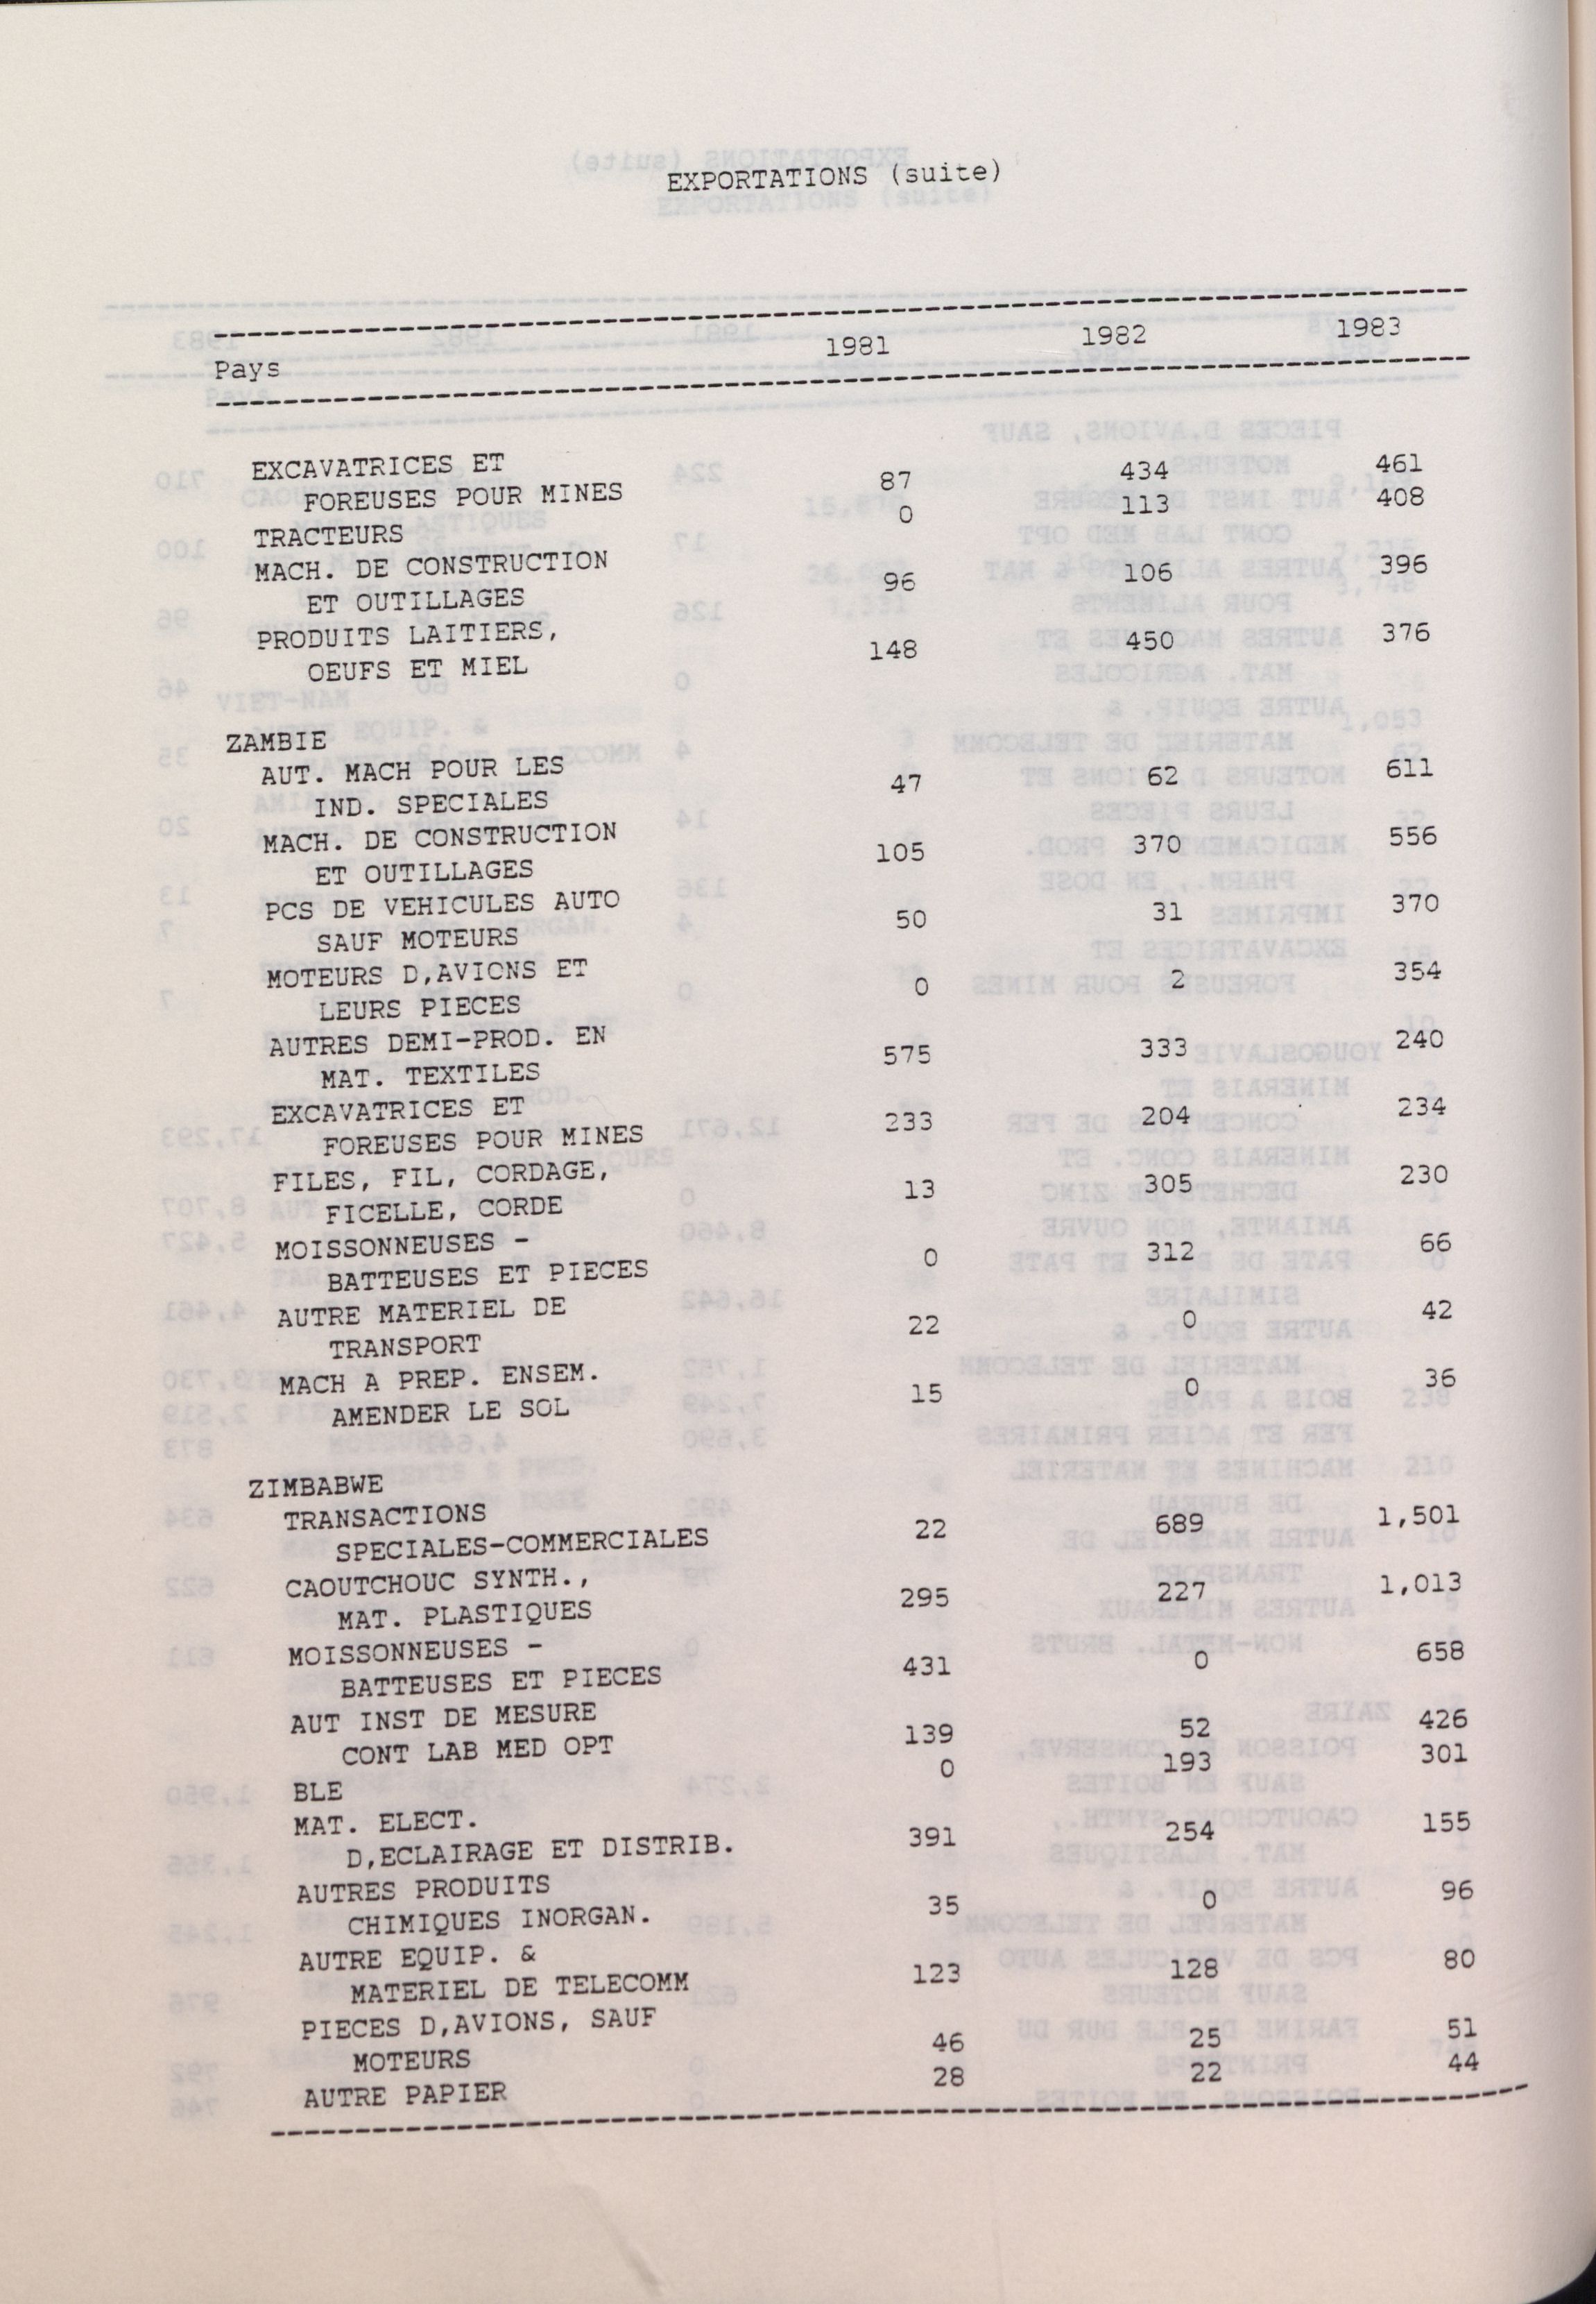 EXPORTATIONS (suite)
Pays 1981 1982 1983
EXCAVATRICES ET
FOREUSES POUR MINES 87 434 461
TRACTEURS 0 113 408
MACH. DE CONSTRUCTION
ET OUTILLAGES 96 106 396
PRODUITS LAITIERS,
OEUFS ET MIEL 148 450 376
ZAMBIE
AUT. MACH POUR LES
IND. SPECIALES 47 62 611
MACH. DE CONSTRUCTION
ET OUTILLAGES 105 370 556
PCS DE VEHICULES AUTO
SAUF MOTEURS 50 31 370
MOTEURS D,AVIONS ET
LEURS PIECES 0 2 354
AUTRES DEMI-PROD. EN
MAT. TEXTILES 575 333 240
EXCAVATRICES ET
FOREUSES POUR MINES 233 204 234
FILES, FIL, CORDAGE,
FICELLE, CORDE 13 305 230
MOISSONNEUSES -
BATTEUSES ET PIECES 0 312 66
AUTRE MATERIEL DE
TRANSPORT 22 0 42
MACH A PREP. ENSEM.
AMENDER LE SOL 15 0 36
ZIMBABWE
TRANSACTIONS
SPECIALES-COMMERCIALES 22 689 1,501
CAOUTCHOUC SYNTH.,
MAT. PLASTIQUES 295 227 1,013
MOISSONNEUSES -
BATTEUSES ET PIECES 431 0 658
AUT INST DE MESURE
CONT LAB MED OPT 139 52 426
BLE 0 193 301
MAT. ELECT.
D,ECLAIRAGE ET DISTRIB. 391 254 155
AUTRES PRODUITS
CHIMIQUES INORGAN. 35 0 96
AUTRE EQUIP. &
MATERIEL DE TELECOMM 123 128 80
PIECES D,AVIONS, SAUF
MOTEURS 46 25 51
AUTRE PAPIER 28 22 44